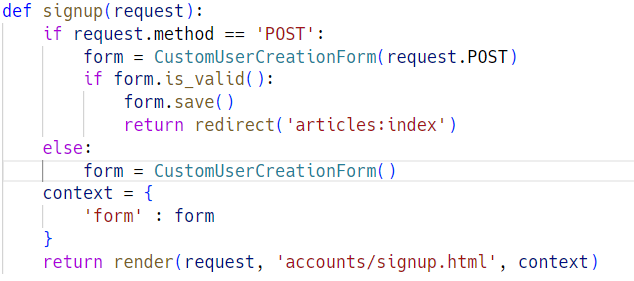 def signup(request):
    if request.method == 'POST':
        form = CustomUserCreationForm(request.POST)
        if form.is_valid():
            form.save()
            return redirect('articles:index')
    else:
        form = CustomUserCreationForm()
    context = {
        'form' : form
    }
    return render(request, 'accounts/signup.html', context)